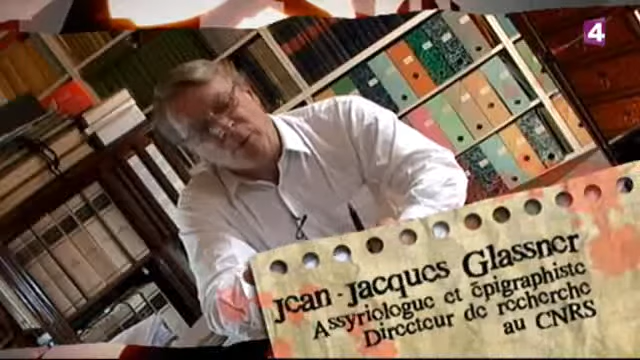 4
Jean-Jacques Glassner
Assyriologue et épigraphiste
Directeur de recherche
au CNRS